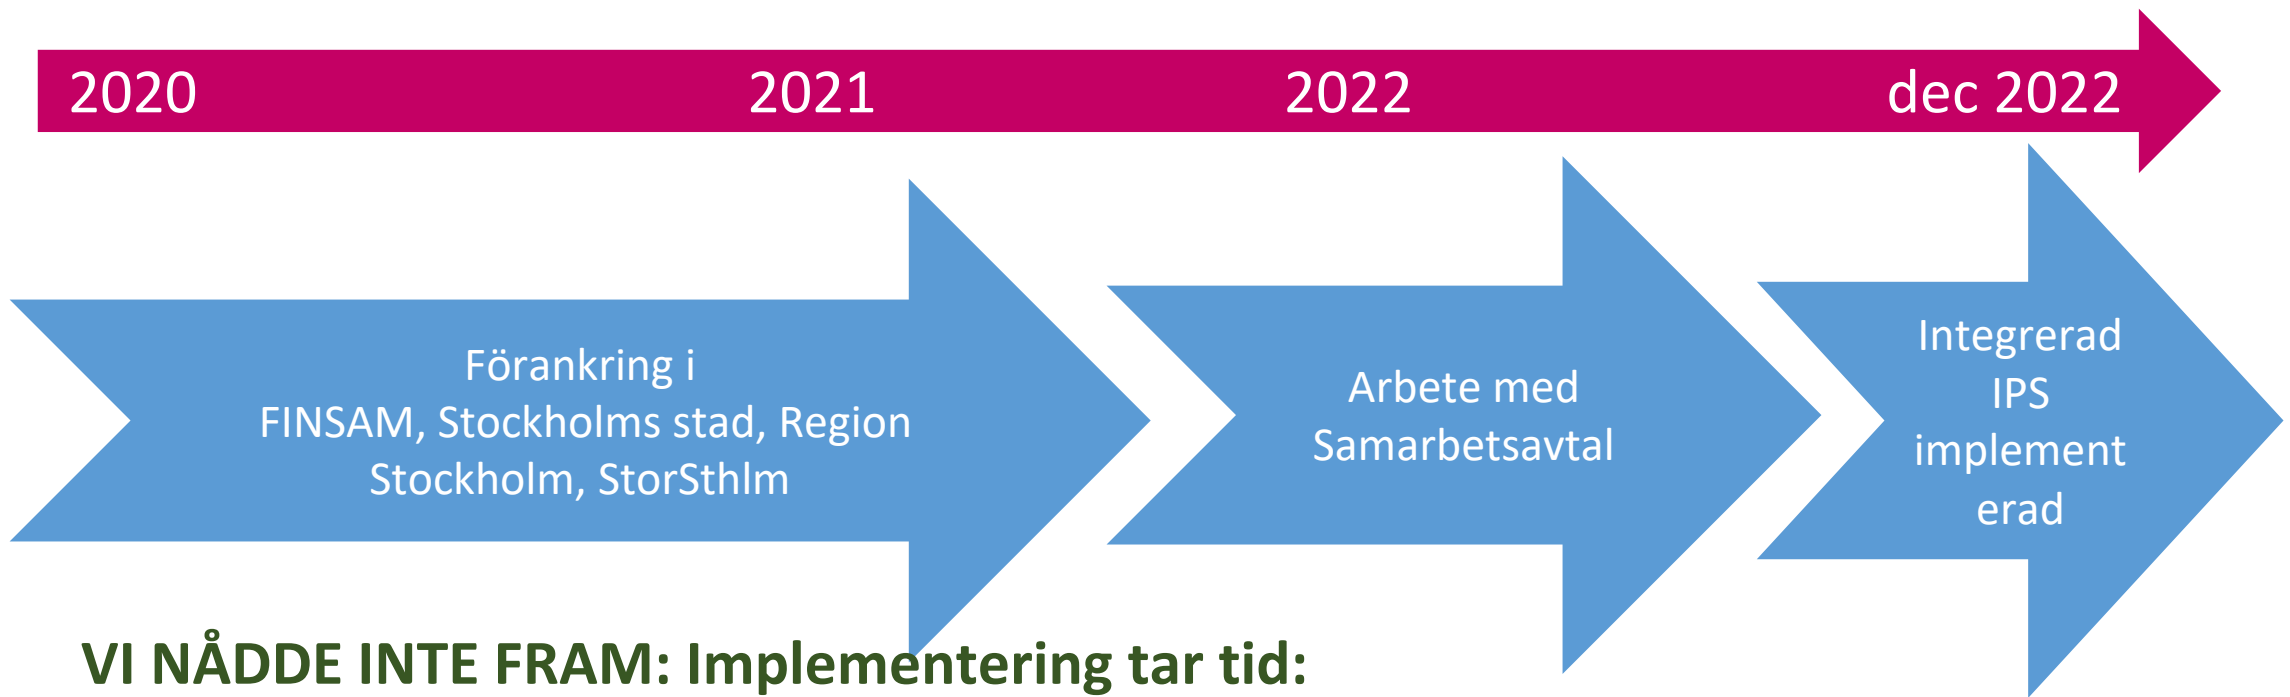 2020 2021 2022 dec 2022
Förankring i
FINSAM, Stockholms stad, Region
Stockholm, StorSthlm
Arbete med
Samarbetsavtal
Integrerad
IPS
implement
erad
VI NÅDDE INTE FRAM: Implementering tar tid: